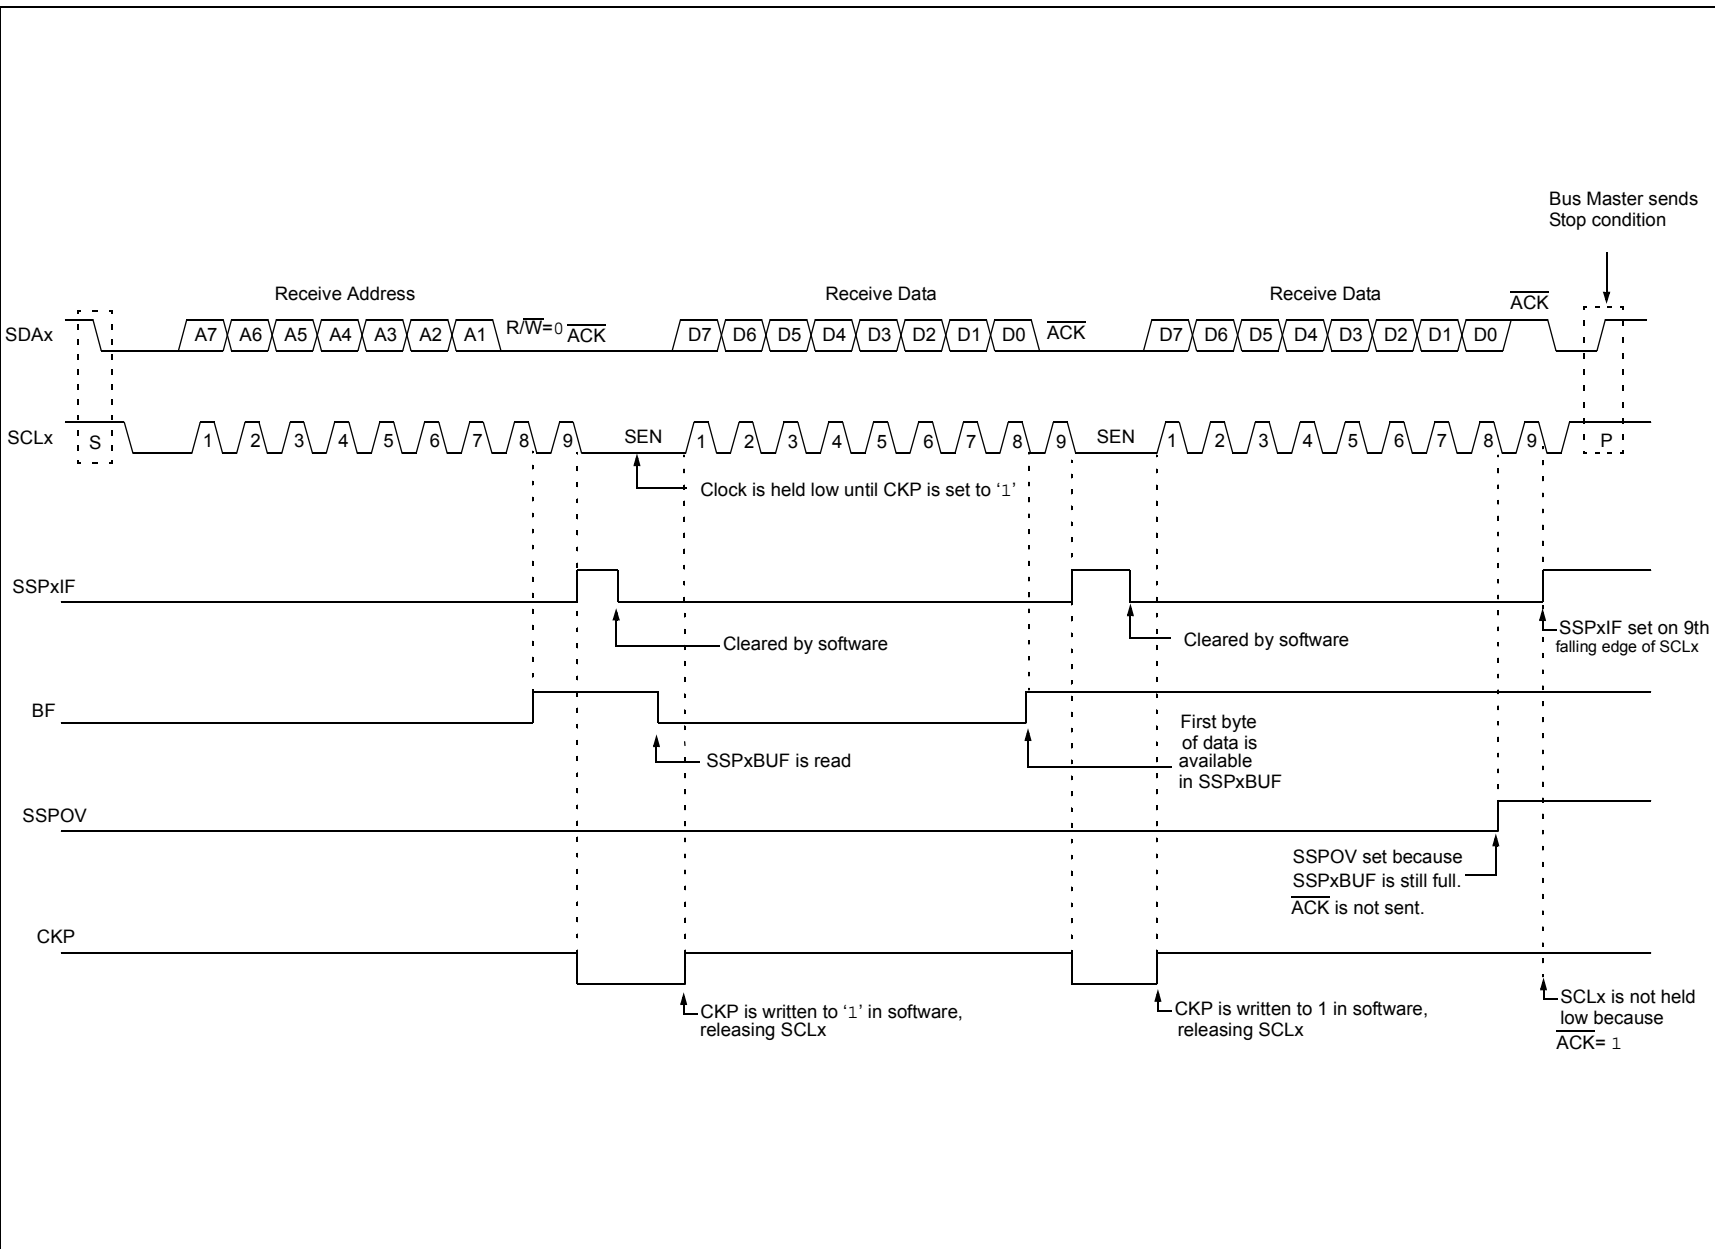 Bus Master sends
Stop condition
Receive Address
Receive Data
Receive Data
ACK
SDAx
A7 A6 A5 A4 A3 A2 A1 R/W=0 ACK
D7 D6 D5 D4 D3 D2 D1 D0 ACK
D7 D6 D5 D4 D3 D2 D1 D0
SCLx
S 1 2 3 4 5 6 7 8 9 SEN 1 2 3 4 5 6 7 8 9 SEN 1 2 3 4 5 6 7 8 9 P
Clock is held low until CKP is set to ‘1’
SSPxIF
Cleared by software
Cleared by software
SSPxIF set on 9th
falling edge of SCLx
BF
SSPxBUF is read
First byte
of data is
available
in SSPxBUF
SSPOV
SSPOV set because
SSPxBUF is still full.
ACK is not sent.
CKP
CKP is written to ‘1’ in software,
releasing SCLx
CKP is written to 1 in software,
releasing SCLx
SCLx is not held
low because
ACK= 1